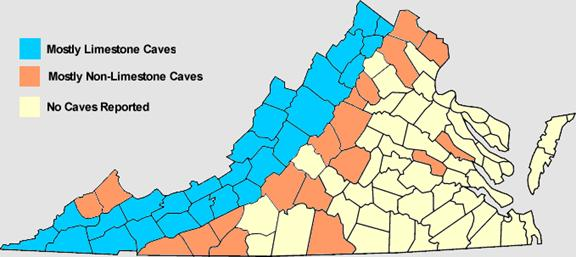 Mostly Limestone Caves
Mostly Non-Limestone Caves
No Caves Reported